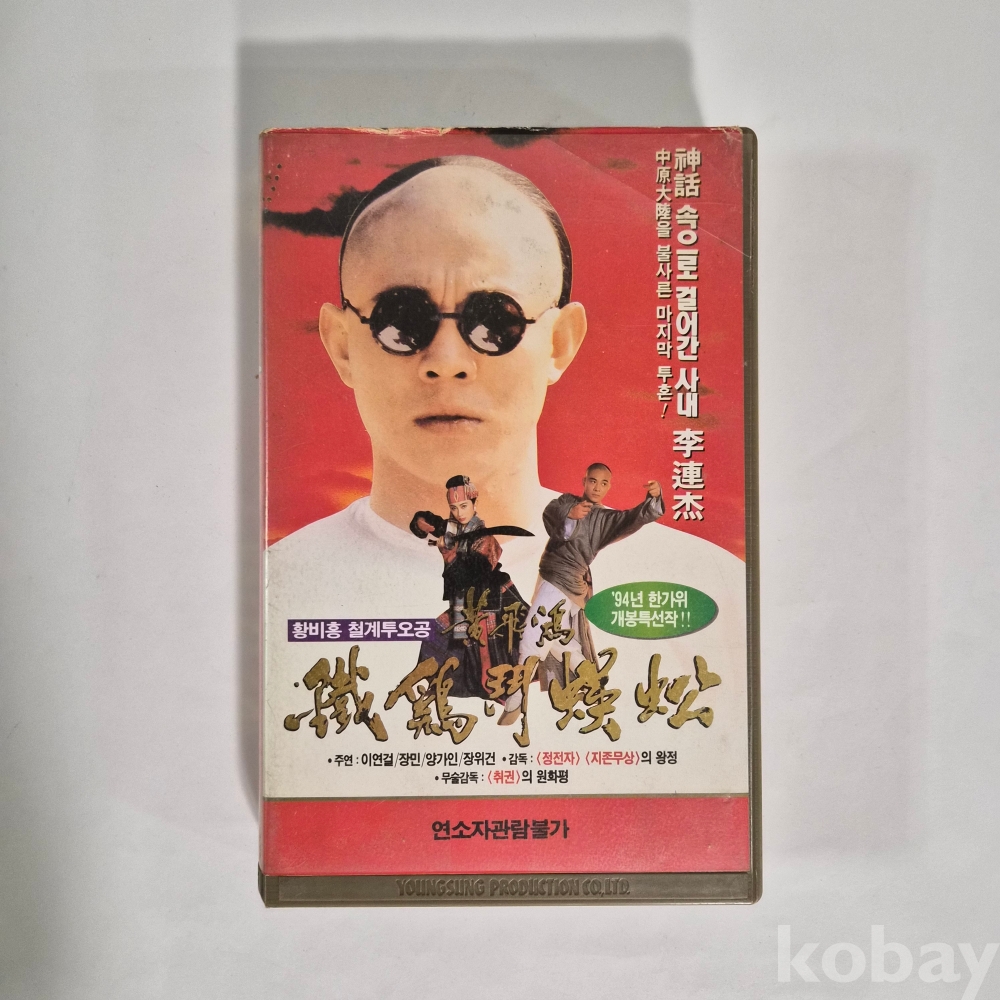 神話 속으로 걸어간 사내 李連杰
中原大陸을 불사른 마지막 투혼!
'94년 한가위
개봉특선작!!
황비홍 철계투오공
黃飛鴻
鐵鷄鬪蜈蚣
• 주연 : 이연걸/장민/양가인/장위건 • 감독 : 〈정전자〉 〈지존무상〉의 왕정
• 무술감독 : 〈취권〉의 원화평
연소자관람불가
YOUNGSUNG PRODUCTION CO,LTD.
kobay